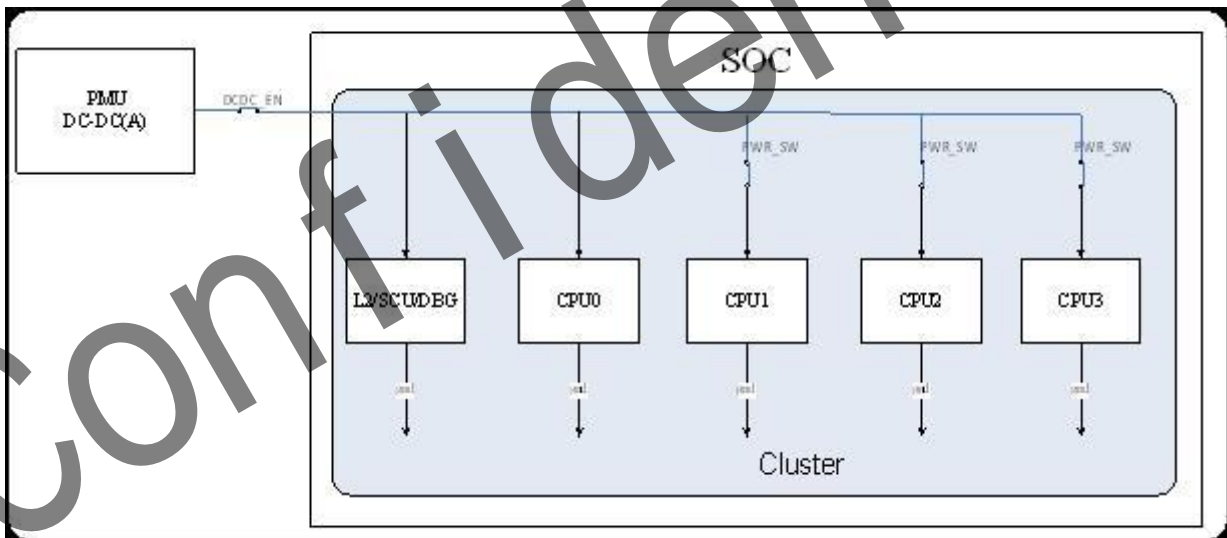 SOC
PMU
DC-DC(A)
DCDC_EN
PWR_SW
PWR_SW
PWR_SW
L2/SCU/DBG
CPU0
CPU1
CPU2
CPU3
Cluster
Confiden